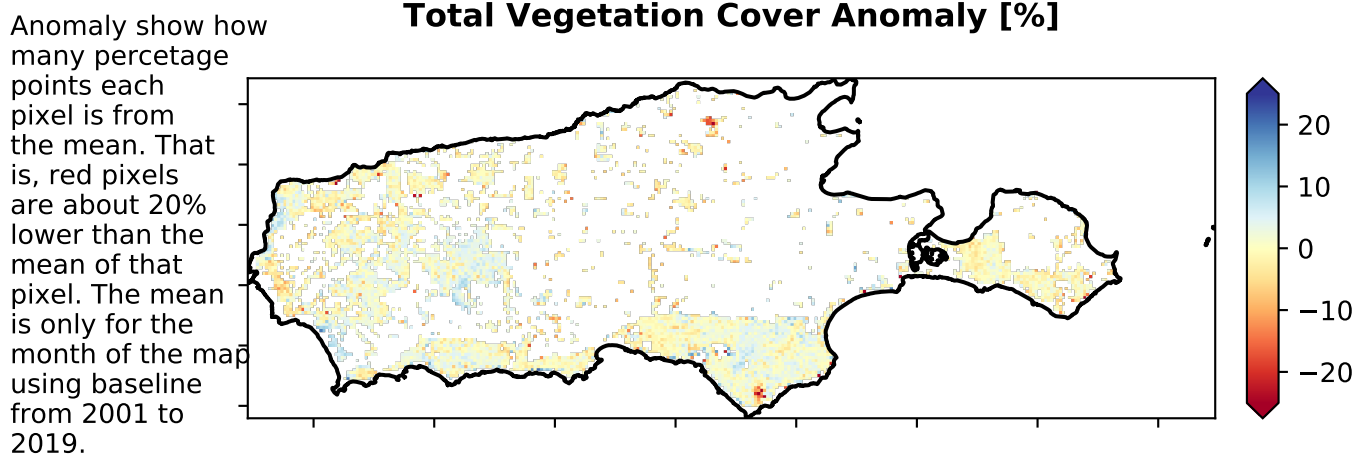 Total Vegetation Cover Anomaly [%]
Anomaly show how
many percetage
points each
pixel is from
the mean. That
is, red pixels
are about 20%
lower than the
mean of that
pixel. The mean
is only for the
month of the map
using baseline
from 2001 to
2019.
20
10
0
−10
−20